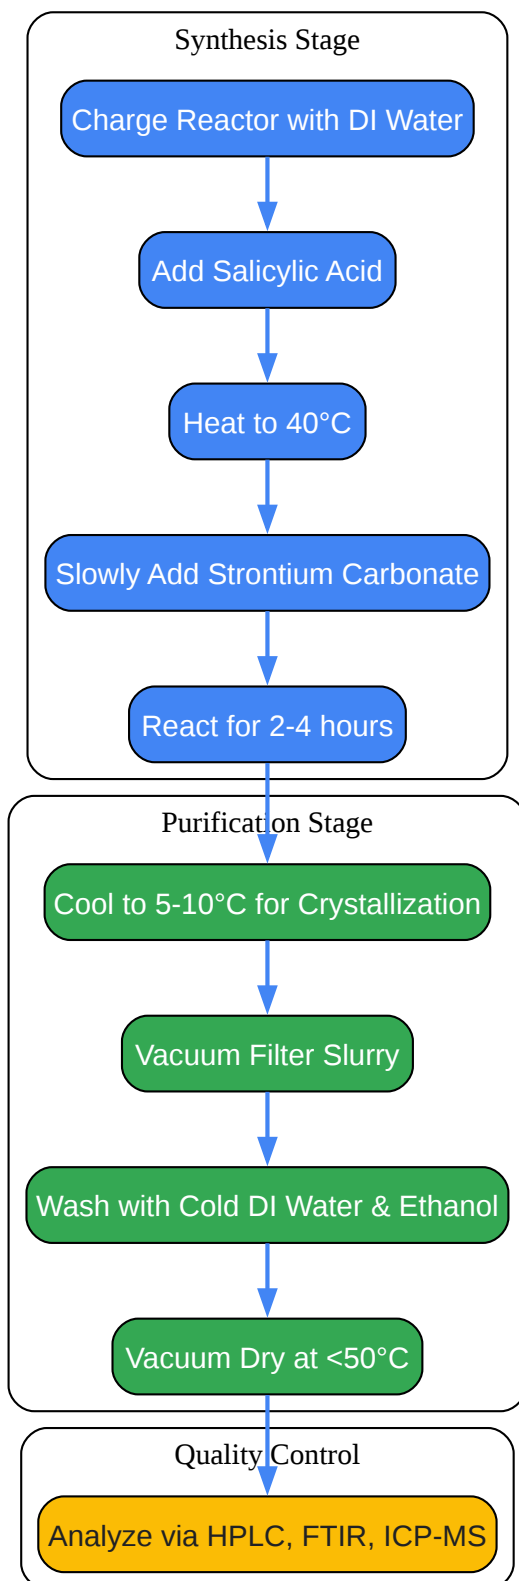 Synthesis Stage
Charge Reactor with DI Water
Add Salicylic Acid
Heat to 40°C
Slowly Add Strontium Carbonate
React for 2-4 hours
Purification Stage
Cool to 5-10°C for Crystallization
Vacuum Filter Slurry
Wash with Cold DI Water & Ethanol
Vacuum Dry at <50°C
Quality Control
Analyze via HPLC, FTIR, ICP-MS